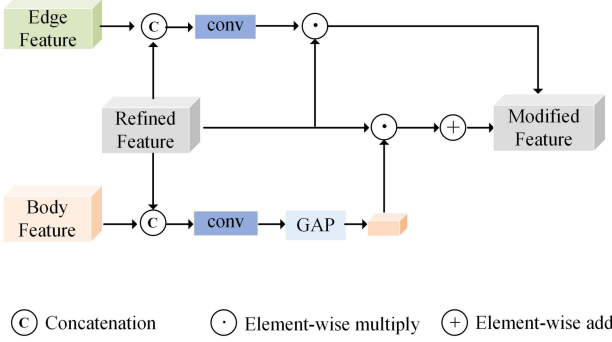 Edge
Feature
C
conv
Refined
Feature
Modified
Feature
Body
Feature
C
conv
GAP
C Concatenation
Element-wise multiply
+ Element-wise add